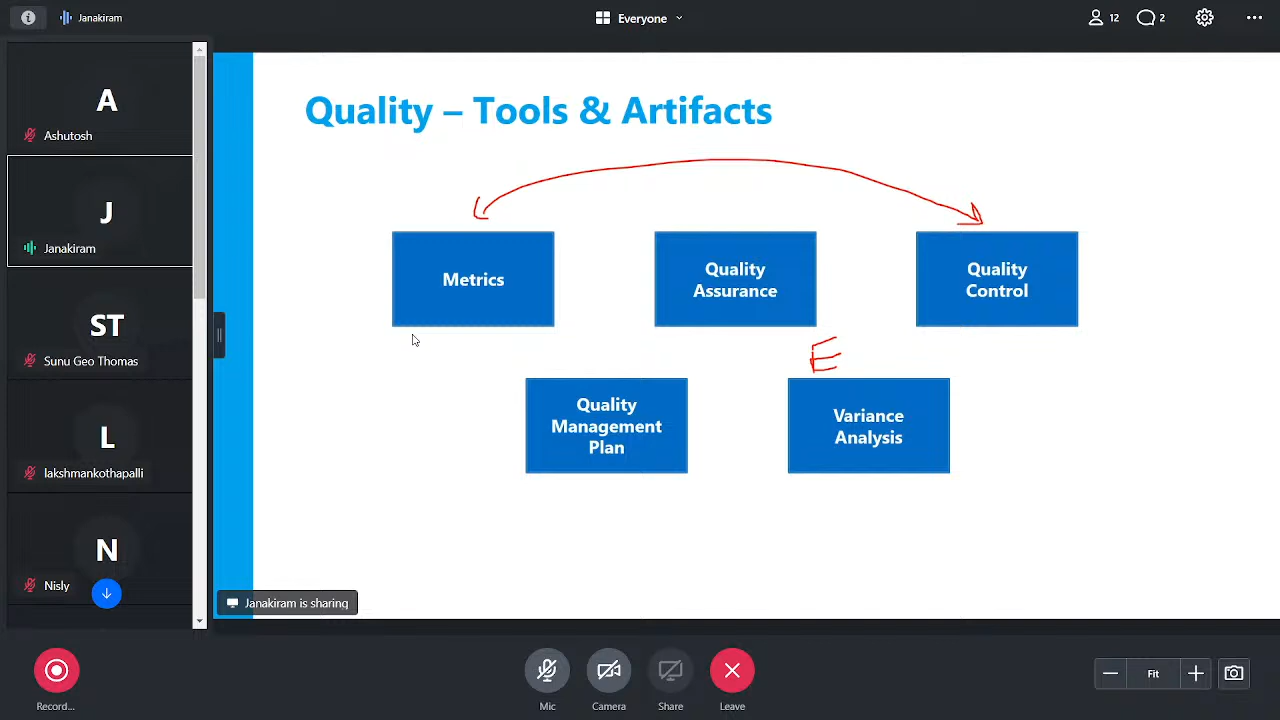 Janakiram
Everyone
12
2
A
Ashutosh
J
Janakiram
ST
Sunu Geo Thomas
L
lakshmankothapalli
N
Nisly
Quality – Tools & Artifacts
Metrics
Quality
Assurance
Quality
Control
E
Quality
Management
Plan
Variance
Analysis
Janakiram is sharing
Record...
Mic
Camera
Share
Leave
Fit